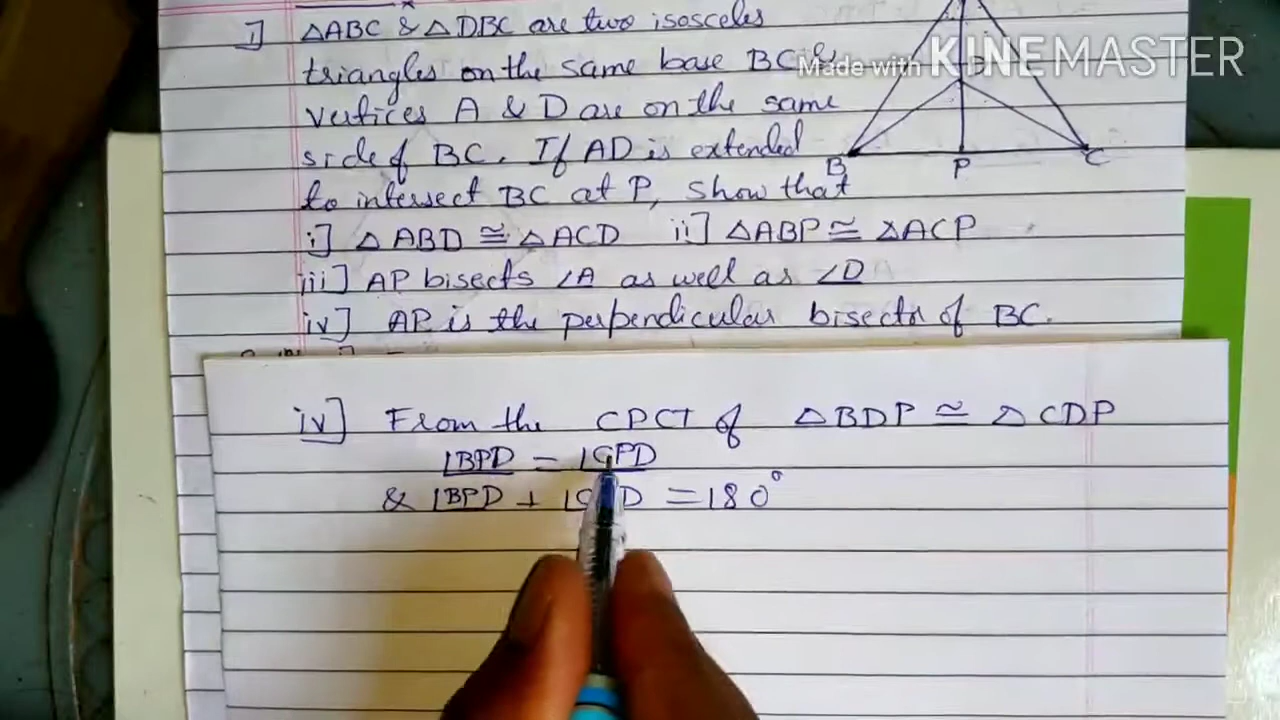 i] △ABC & △DBC are two isosceles
triangles on the same base BC &
vertices A & D are on the same
side of BC. If AD is extended
to intersect BC at P, show that
i] △ABD ≅ △ACD ii] △ABP ≅ △ACP
iii] AP bisects ∠A as well as ∠D
iv] AP is the perpendicular bisector of BC.
Made with KINEMASTER
D
B P C
iv] From the CPCT of △BDP ≅ △CDP
∠BPD = ∠CPD
& ∠BPD + ∠C D = 180°